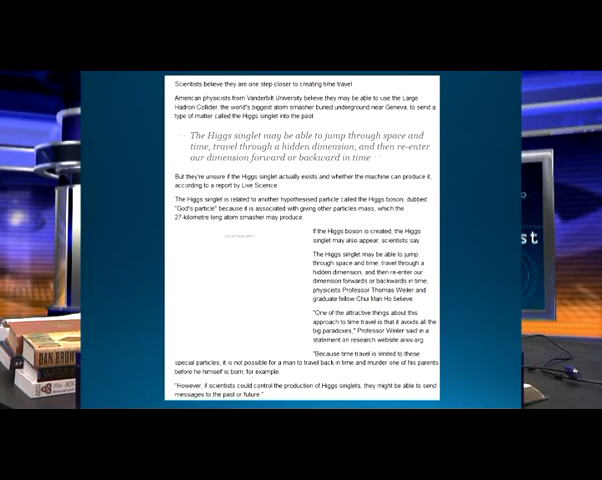 Scientists believe they are one step closer to creating time travel
American physicists from Vanderbilt University believe they may be able to use the Large
Hadron Collider, the world's biggest atom smasher buried underground near Geneva, to send a
type of matter called the Higgs singlet into the past
The Higgs singlet may be able to jump through space and
time, travel through a hidden dimension, and then re-enter
our dimension forward or backward in time
But they're unsure if the Higgs singlet actually exists and whether the machine can produce it,
according to a report by Live Science
The Higgs singlet is related to another hypothesised particle called the Higgs boson, dubbed
"God's particle" because it is associated with giving other particles mass, which the
27-kilometre long atom smasher may produce.
Advertisement
If the Higgs boson is created, the Higgs
singlet may also appear, scientists say
The Higgs singlet may be able to jump
through space and time, travel through a
hidden dimension, and then re-enter our
dimension forwards or backwards in time,
physicists Professor Thomas Weiler and
graduate fellow Chui Man Ho believe.
"One of the attractive things about this
approach to time travel is that it avoids all the
big paradoxes," Professor Weiler said in a
statement on research website arxiv.org.
"Because time travel is limited to these
special particles, it is not possible for a man to travel back in time and murder one of his parents
before he himself is born, for example.
"However, if scientists could control the production of Higgs singlets, they might be able to send
messages to the past or future."
st
DAN BROW
The AQ